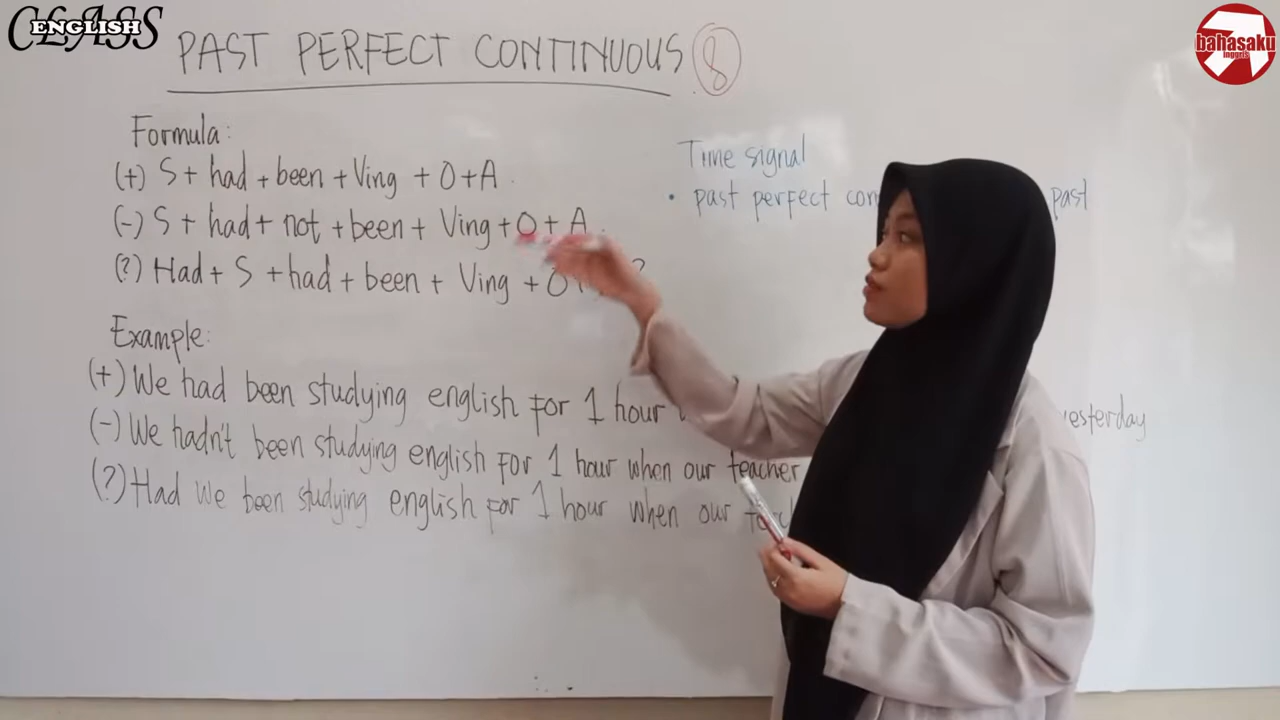 CLASS
ENGLISH
bahasaku
inggris
PAST PERFECT CONTINUOUS 8
Formula:
(+) S + had + been + Ving + O + A
(-) S + had + not + been + Ving + O + A
(?) Had + S + had + been + Ving + O + ?
Time signal
• past perfect past
Example:
(+) We had been studying english for 1 hour yesterday
(-) We hadn't been studying english for 1 hour when our teacher
(?) Had we been studying english for 1 hour when our